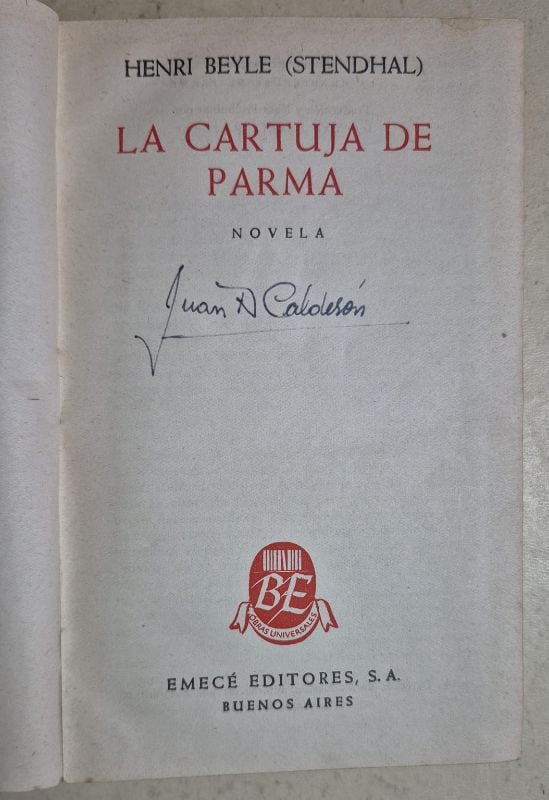 HENRI BEYLE (STENDHAL)
LA CARTUJA DE
PARMA
NOVELA
Juan A Calderón
BE
OBRAS UNIVERSALES
EMECÉ EDITORES, S.A.
BUENOS AIRES